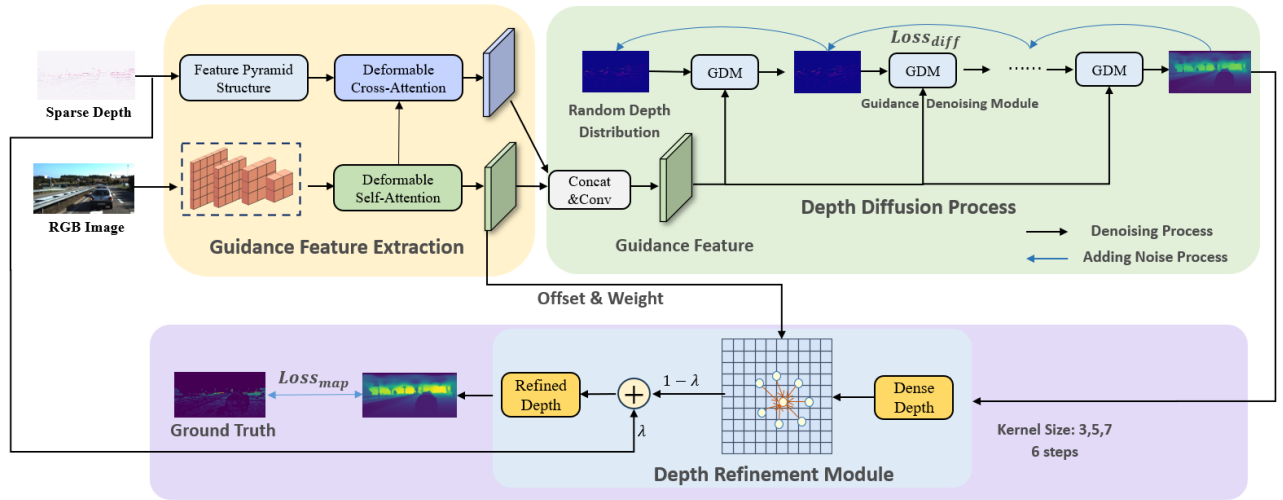 Sparse Depth
RGB Image
Feature Pyramid
Structure
Deformable
Cross-Attention
Deformable
Self-Attention
Guidance Feature Extraction
Concat
&Conv
Guidance Feature
Random Depth
Distribution
GDM
GDM
......
GDM
Loss_diff
Guidance Denoising Module
Depth Diffusion Process
Denoising Process
Adding Noise Process
Offset & Weight
Ground Truth
Loss_map
Refined
Depth
+
1 − λ
λ
Dense
Depth
Depth Refinement Module
Kernel Size: 3,5,7
6 steps